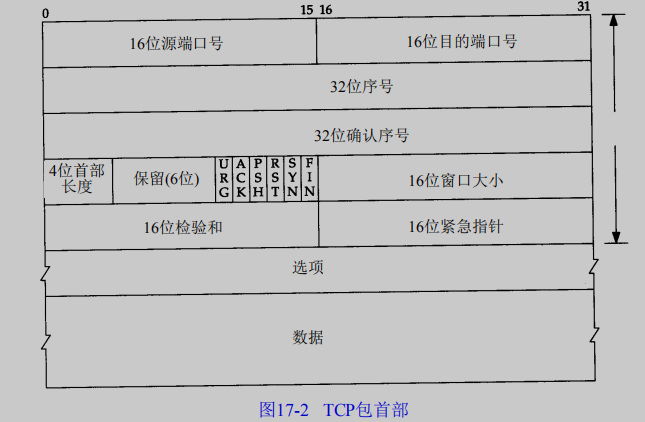 0 15 16 31
16位源端口号 16位目的端口号
32位序号
32位确认序号
4位首部
长度
保留(6位)
URG ACK PSH RST SYN FIN
16位窗口大小
16位检验和 16位紧急指针
选项
数据
图17-2 TCP包首部